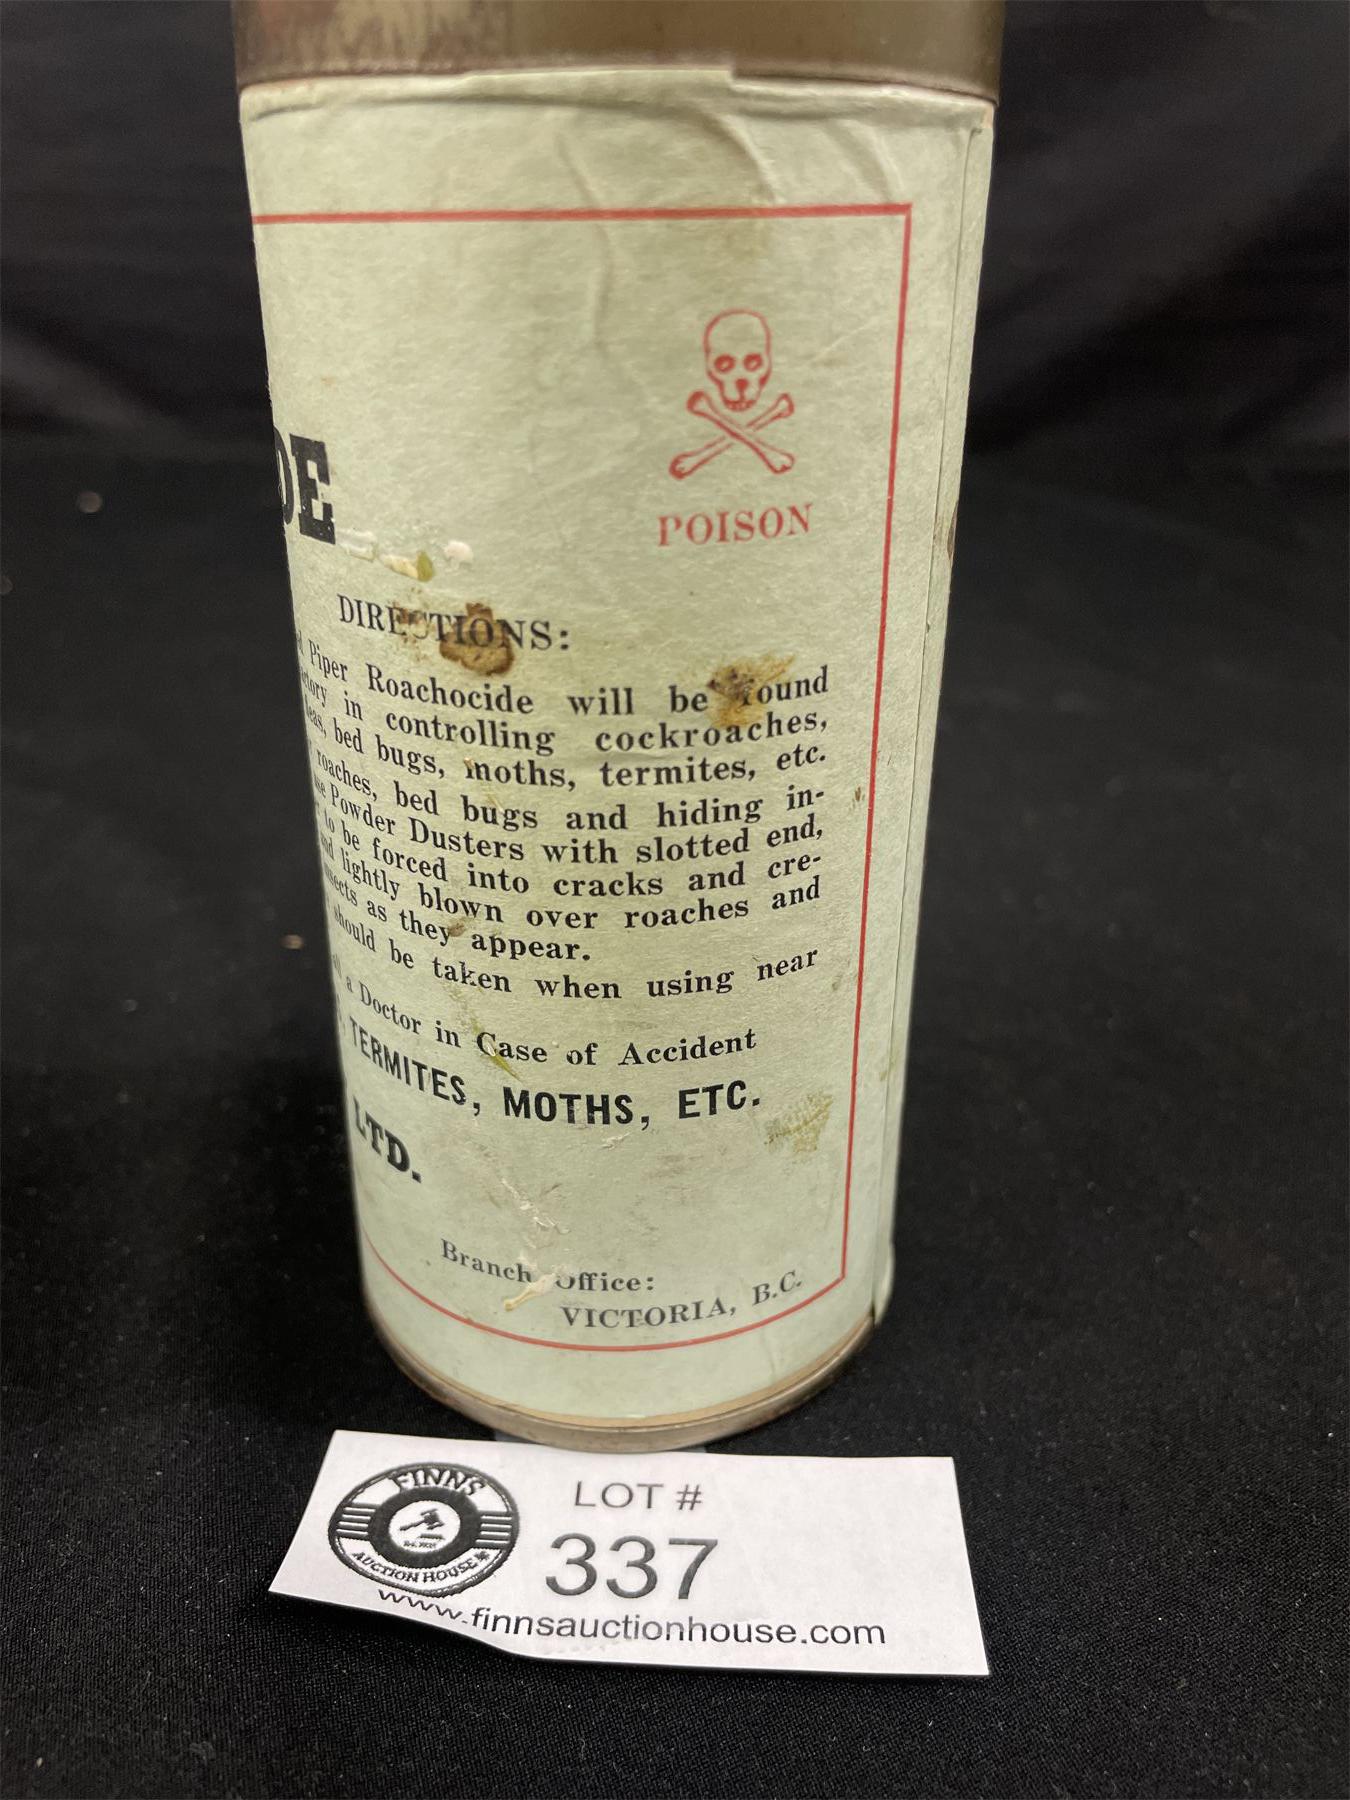 DE
POISON
DIRECTIONS:
Piper Roachocide will be found
in controlling cockroaches,
bed bugs, moths, termites, etc.
roaches, bed bugs and hiding in-
Powder Dusters with slotted end,
to be forced into cracks and cre-
lightly blown over roaches and
as they appear.
should be taken when using near
a Doctor in Case of Accident
TERMITES, MOTHS, ETC.
LTD.
Branch Office:
VICTORIA, B.C.
FINNS
AUCTION HOUSE
LOT #
337
www.finnsauctionhouse.com